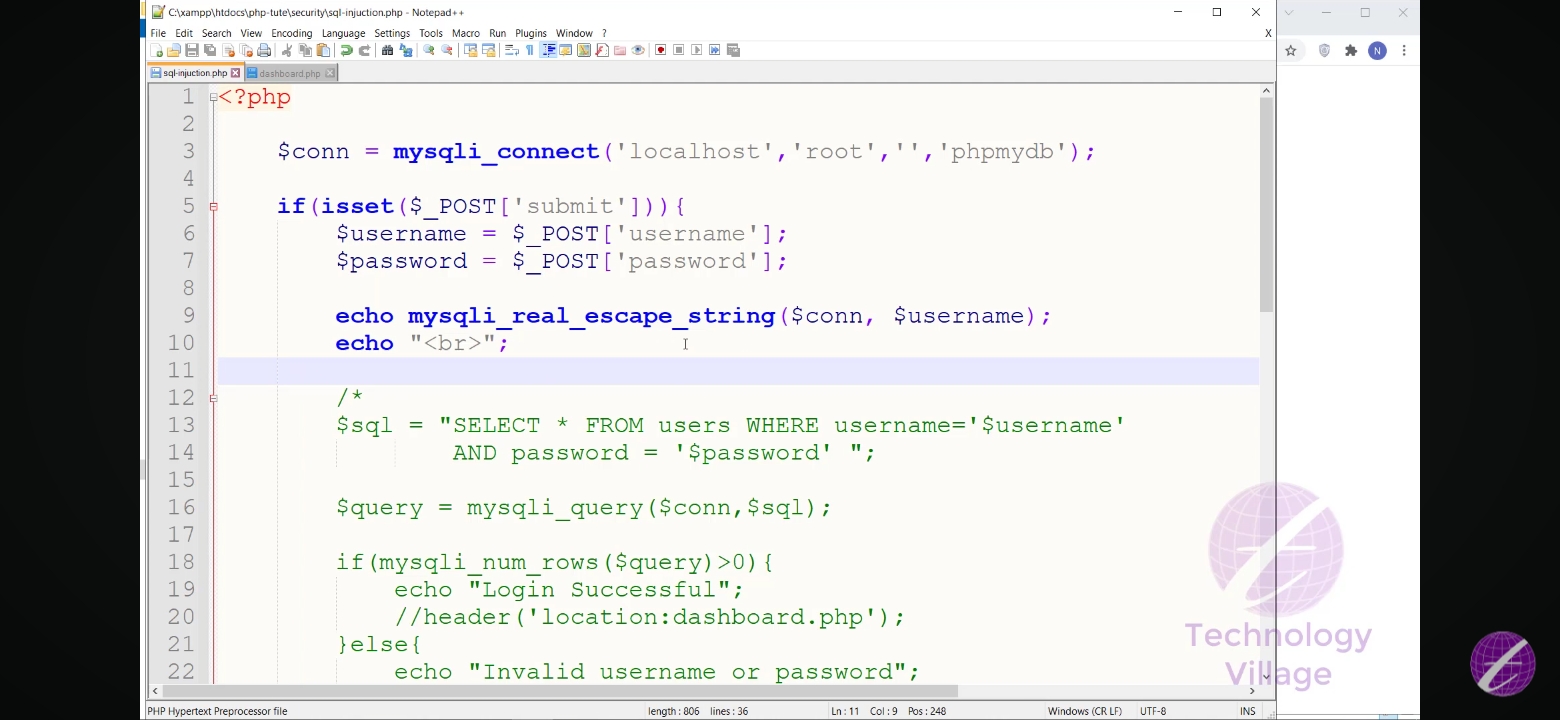 C:\xampp\htdocs\php-tute\security\sql-injuction.php - Notepad++
File Edit Search View Encoding Language Settings Tools Macro Run Plugins Window ? X
sql-injuction.php dashboard.php
N
1 <?php
2
3 $conn = mysqli_connect('localhost','root','','phpmydb');
4
5 if(isset($_POST['submit'])){
6 $username = $_POST['username'];
7 $password = $_POST['password'];
8
9 echo mysqli_real_escape_string($conn, $username);
10 echo "<br>";
11
12 /*
13 $sql = "SELECT * FROM users WHERE username='$username'
14 AND password = '$password' ";
15
16 $query = mysqli_query($conn,$sql);
17
18 if(mysqli_num_rows($query)>0){
19 echo "Login Successful";
20 //header('location:dashboard.php');
21 }else{
22 echo "Invalid username or password";
Technology
Village
PHP Hypertext Preprocessor file length : 806 lines : 36 Ln : 11 Col : 9 Pos : 248 Windows (CR LF) UTF-8 INS